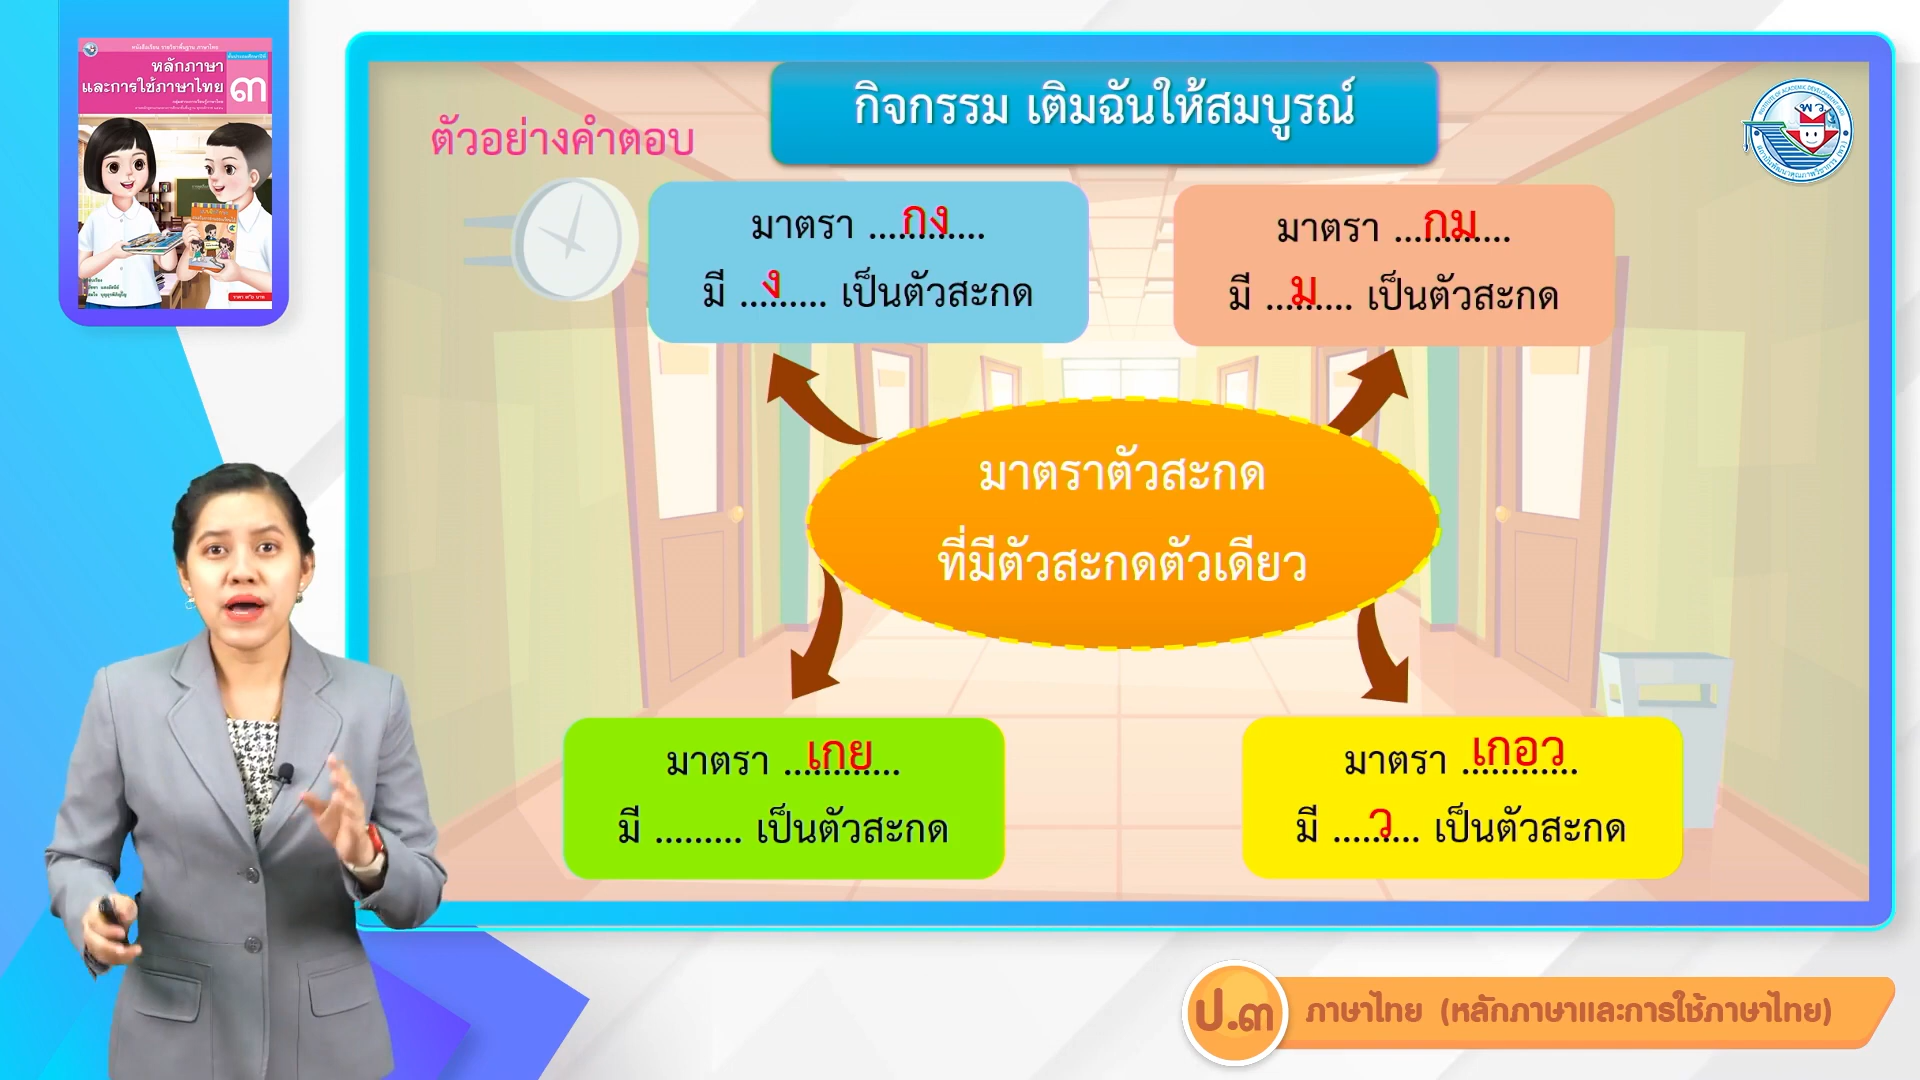 หลักภาษา
และการใช้ภาษาไทย
๓
ตัวอย่างคำตอบ
กิจกรรม เติมฉันให้สมบูรณ์
พว
มาตรา ....กง....
มี ...ง... เป็นตัวสะกด
มาตรา ....กม....
มี ...ม... เป็นตัวสะกด
มาตราตัวสะกด
ที่มีตัวสะกดตัวเดียว
มาตรา ....เกย....
มี ......... เป็นตัวสะกด
มาตรา ....เกอว....
มี ...ว... เป็นตัวสะกด
ป.๓
ภาษาไทย (หลักภาษาและการใช้ภาษาไทย)